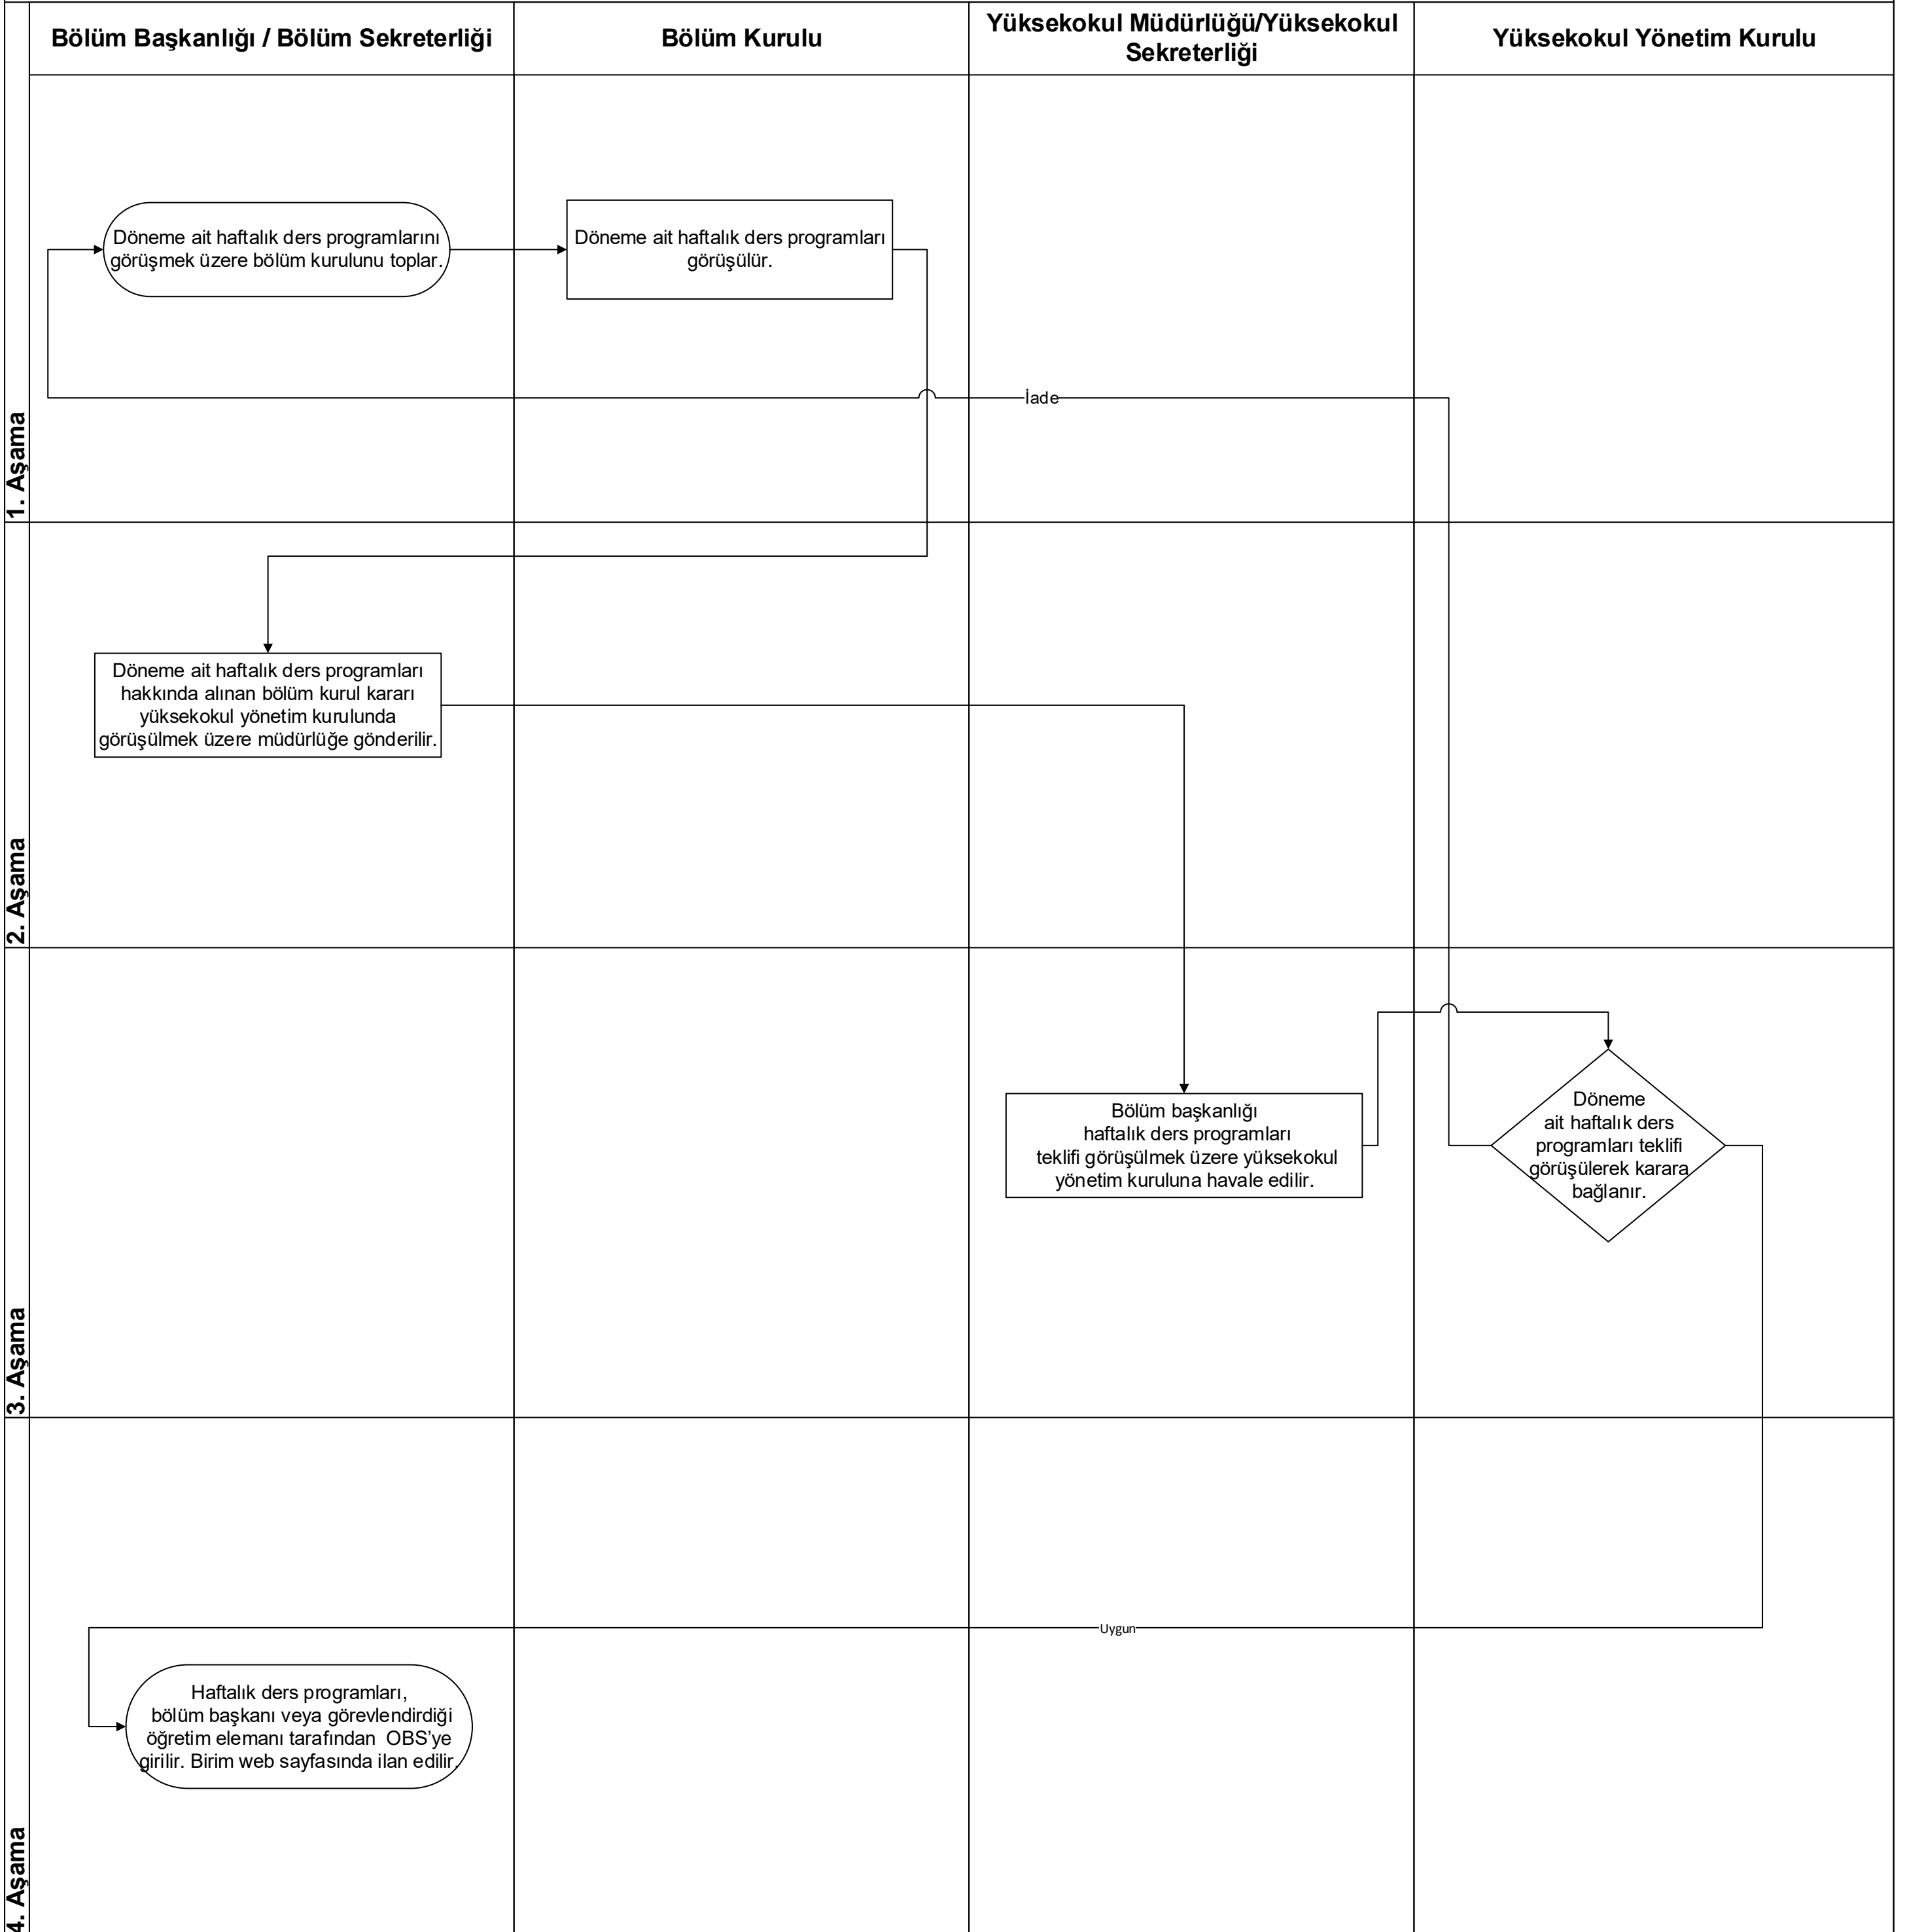 Bölüm Başkanlığı / Bölüm Sekreterliği
Bölüm Kurulu
Yüksekokul Müdürlüğü/Yüksekokul
Sekreterliği
Yüksekokul Yönetim Kurulu
1. Aşama
Döneme ait haftalık ders programlarını
görüşmek üzere bölüm kurulunu toplar.
Döneme ait haftalık ders programları
görüşülür.
İade
2. Aşama
Döneme ait haftalık ders programları
hakkında alınan bölüm kurul kararı
yüksekokul yönetim kurulunda
görüşülmek üzere müdürlüğe gönderilir.
3. Aşama
Bölüm başkanlığı
haftalık ders programları
teklifi görüşülmek üzere yüksekokul
yönetim kuruluna havale edilir.
Döneme
ait haftalık ders
programları teklifi
görüşülerek karara
bağlanır.
4. Aşama
Uygun
Haftalık ders programları,
bölüm başkanı veya görevlendirdiği
öğretim elemanı tarafından  OBS’ye
girilir. Birim web sayfasında ilan edilir.